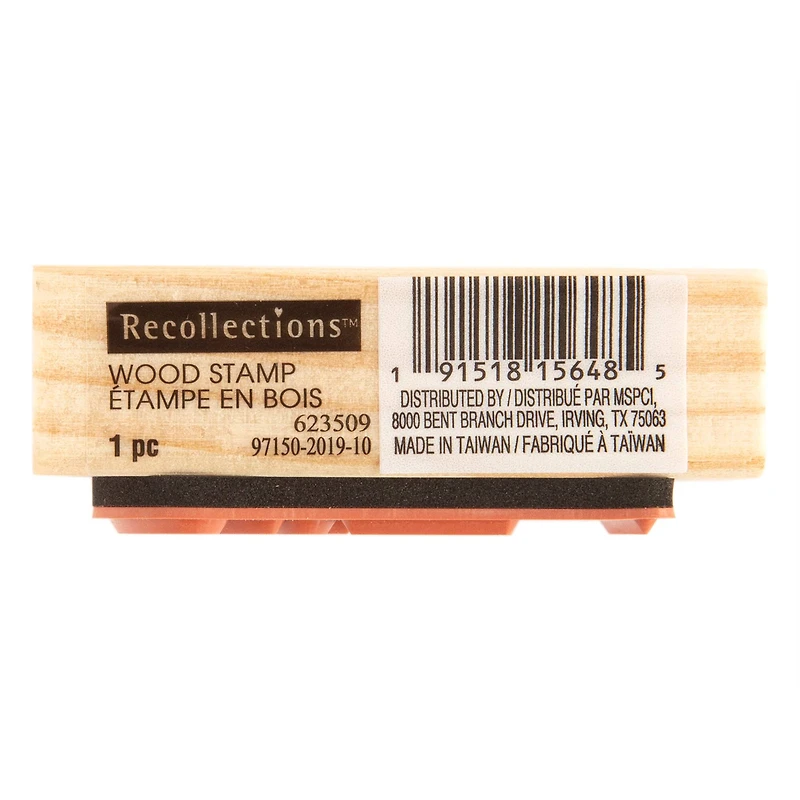 Recollections™
WOOD STAMP
ÉTAMPE EN BOIS
623509
1 pc
97150-2019-10
1 91518 15648 5
DISTRIBUTED BY / DISTRIBUÉ PAR MSPCI,
8000 BENT BRANCH DRIVE, IRVING, TX 75063
MADE IN TAIWAN / FABRIQUÉ À TAÏWAN